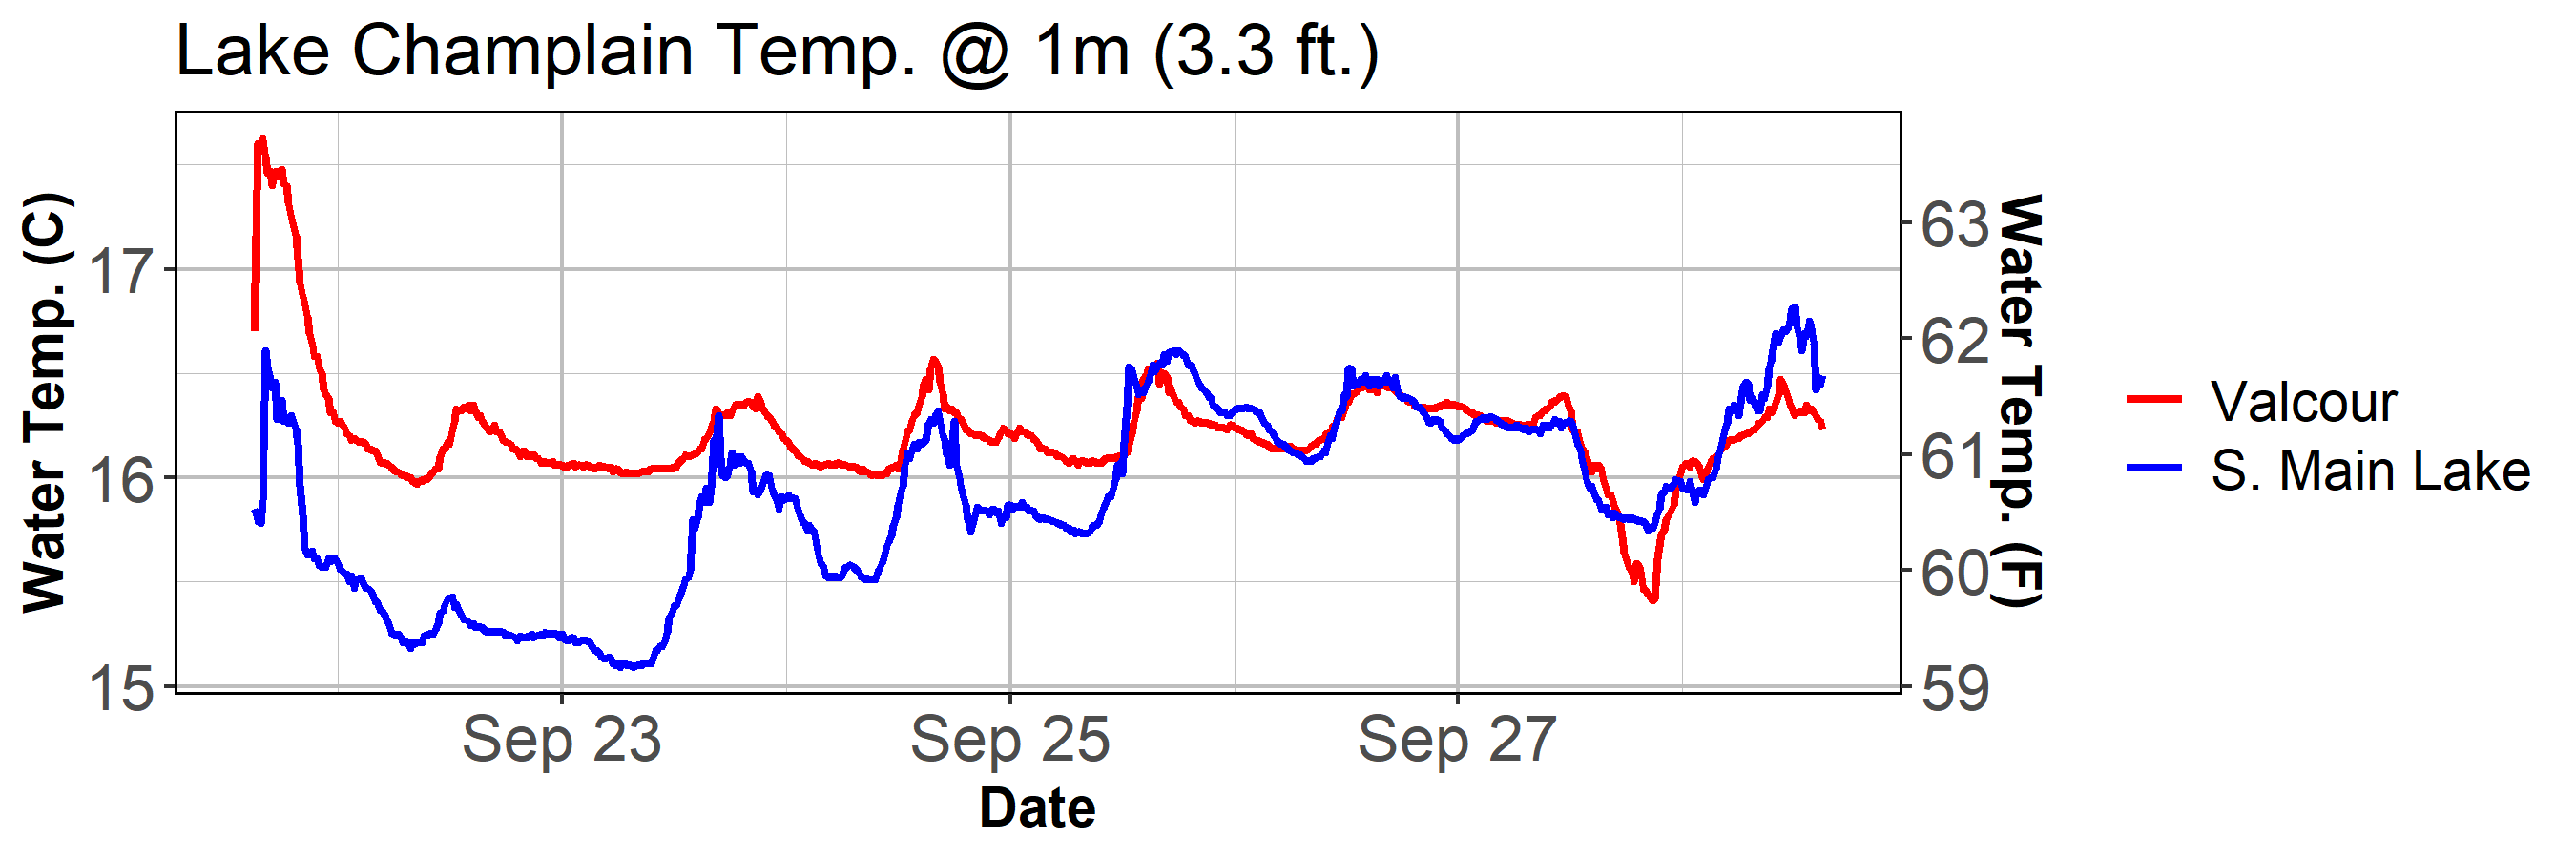 Lake Champlain Temp. @ 1m (3.3 ft.)
Water Temp. (C)
17
16
15
63
62
61
60
59
Water Temp. (F)
Sep 23
Sep 25
Sep 27
Date
Valcour
S. Main Lake